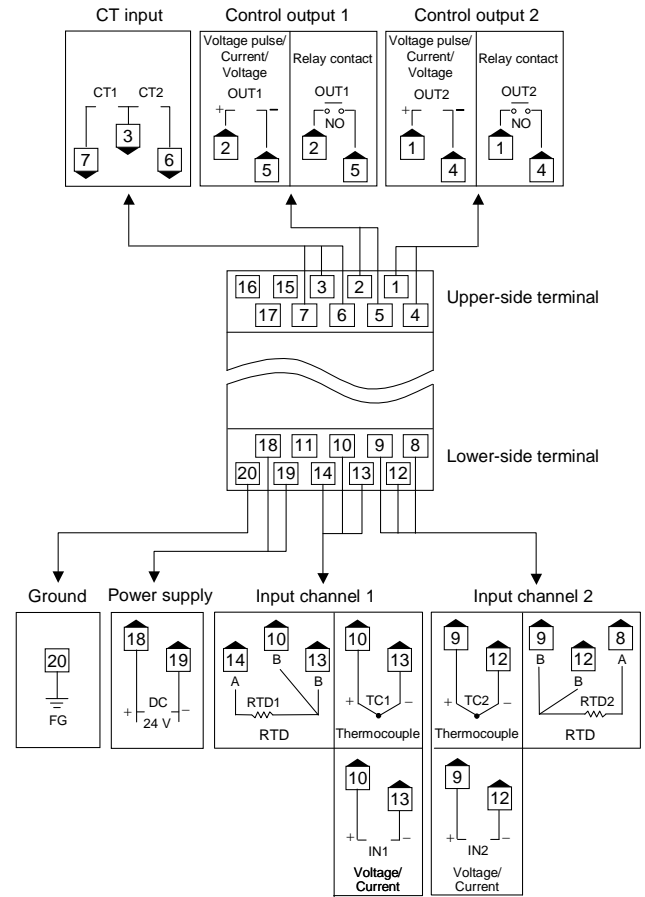 CT input
Control output 1
Control output 2
Voltage pulse/
Current/
Voltage
Relay contact
Voltage pulse/
Current/
Voltage
Relay contact
CT1
CT2
OUT1
OUT1
OUT2
OUT2
+
−
NO
+
−
NO
7
3
6
2
5
2
5
1
4
1
4
16
15
3
2
1
17
7
6
5
4
Upper-side terminal
18
11
10
9
8
20
19
14
13
12
Lower-side terminal
Ground
Power supply
Input channel 1
Input channel 2
20
FG
18
19
+
DC
−
24 V
14
10
13
A
B
B
RTD1
RTD
10
13
+
TC1
−
Thermocouple
9
12
+
TC2
−
Thermocouple
9
12
8
B
B
A
RTD2
RTD
10
13
+
−
IN1
Voltage/
Current
9
12
+
−
IN2
Voltage/
Current